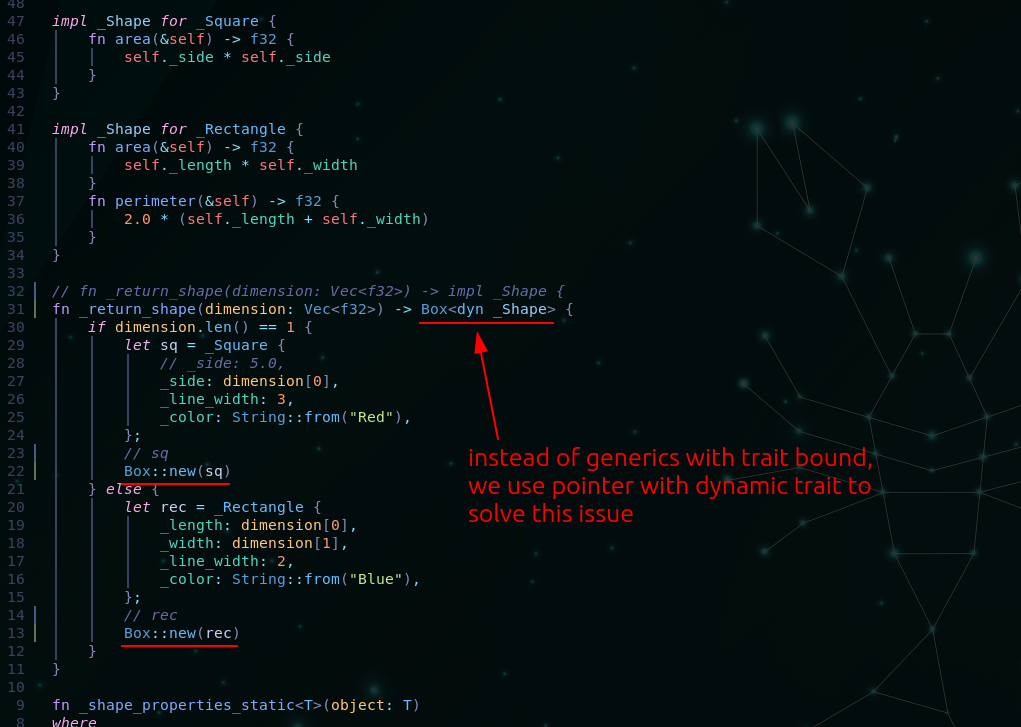 48
47 impl _Shape for _Square {
46 fn area(&self) -> f32 {
45 self._side * self._side
44 }
43 }
42
41 impl _Shape for _Rectangle {
40 fn area(&self) -> f32 {
39 self._length * self._width
38 }
37 fn perimeter(&self) -> f32 {
36 2.0 * (self._length + self._width)
35 }
34 }
33
32 // fn _return_shape(dimension: Vec<f32>) -> impl _Shape {
31 fn _return_shape(dimension: Vec<f32>) -> Box<dyn _Shape> {
30 if dimension.len() == 1 {
29 let sq = _Square {
28 // _side: 5.0,
27 _side: dimension[0],
26 _line_width: 3,
25 _color: String::from("Red"),
24 };
23 // sq
22 Box::new(sq)
21 } else {
20 let rec = _Rectangle {
19 _length: dimension[0],
18 _width: dimension[1],
17 _line_width: 2,
16 _color: String::from("Blue"),
15 };
14 // rec
13 Box::new(rec)
12 }
11 }
10
9 fn _shape_properties_static<T>(object: T)
8 where
instead of generics with trait bound,
we use pointer with dynamic trait to
solve this issue